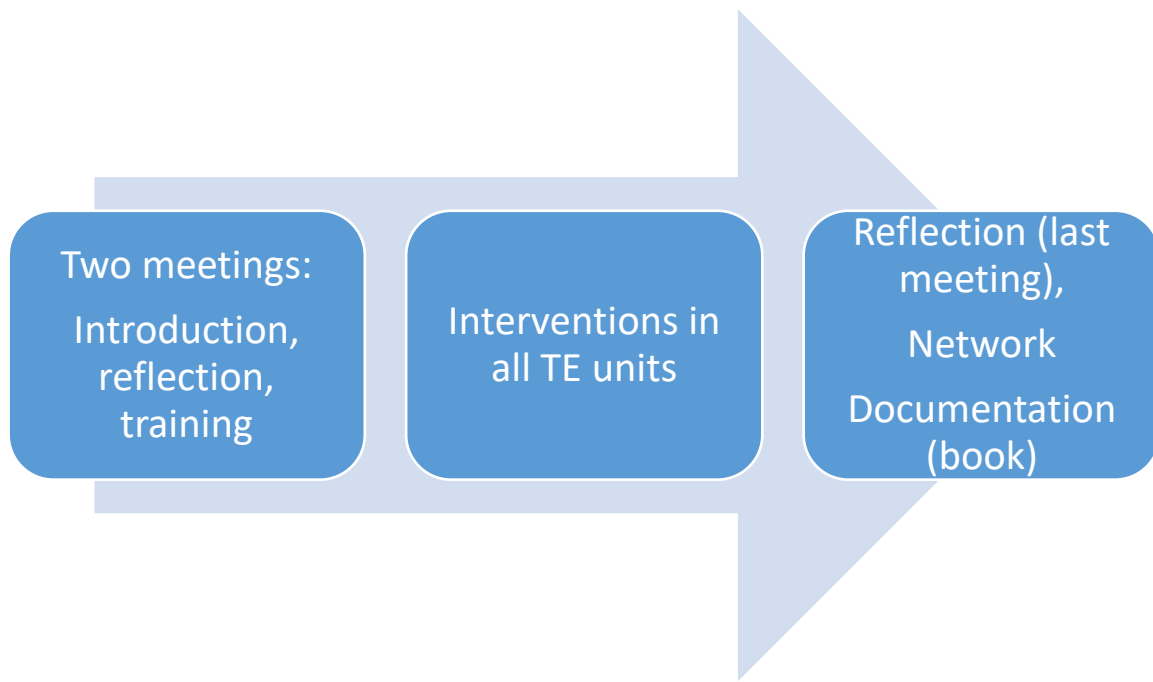 Two meetings:
Introduction,
reflection,
training
Interventions in
all TE units
Reflection (last
meeting),
Network
Documentation
(book)